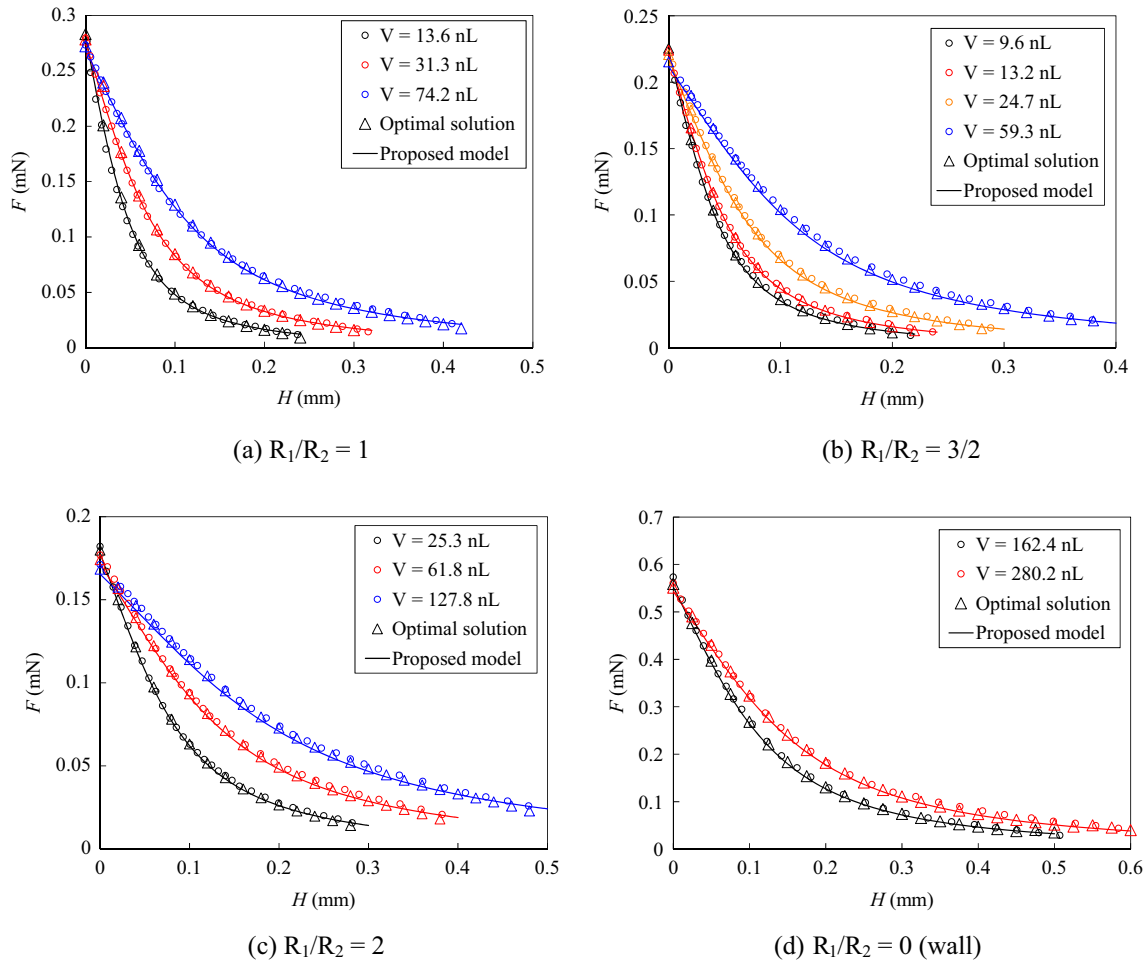 0.3
0.25
0.2
0.15
0.1
0.05
0
F (mN)
0
0.1
0.2
0.3
0.4
0.5
H (mm)
V = 13.6 nL
V = 31.3 nL
V = 74.2 nL
Optimal solution
Proposed model
(a) R₁/R₂ = 1
0.25
0.2
0.15
0.1
0.05
0
F (mN)
0
0.1
0.2
0.3
0.4
H (mm)
V = 9.6 nL
V = 13.2 nL
V = 24.7 nL
V = 59.3 nL
Optimal solution
Proposed model
(b) R₁/R₂ = 3/2
0.2
0.15
0.1
0.05
0
F (mN)
0
0.1
0.2
0.3
0.4
0.5
H (mm)
V = 25.3 nL
V = 61.8 nL
V = 127.8 nL
Optimal solution
Proposed model
(c) R₁/R₂ = 2
0.7
0.6
0.5
0.4
0.3
0.2
0.1
0
F (mN)
0
0.1
0.2
0.3
0.4
0.5
0.6
H (mm)
V = 162.4 nL
V = 280.2 nL
Optimal solution
Proposed model
(d) R₁/R₂ = 0 (wall)